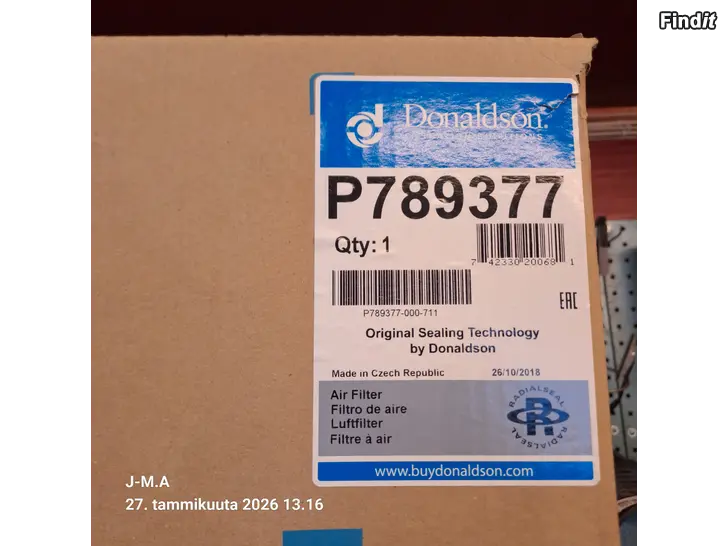 Findit
Donaldson.
P789377
Qty: 1
7 42330 20068 1
P789377-000-711
EAC
Original Sealing Technology
by Donaldson
Made in Czech Republic 26/10/2018
Air Filter
Filtro de aire
Luftfilter
Filtre à air
RADIALSEAL
RADIALSEAL
www.buydonaldson.com
J-M.A
27. tammikuuta 2026 13.16